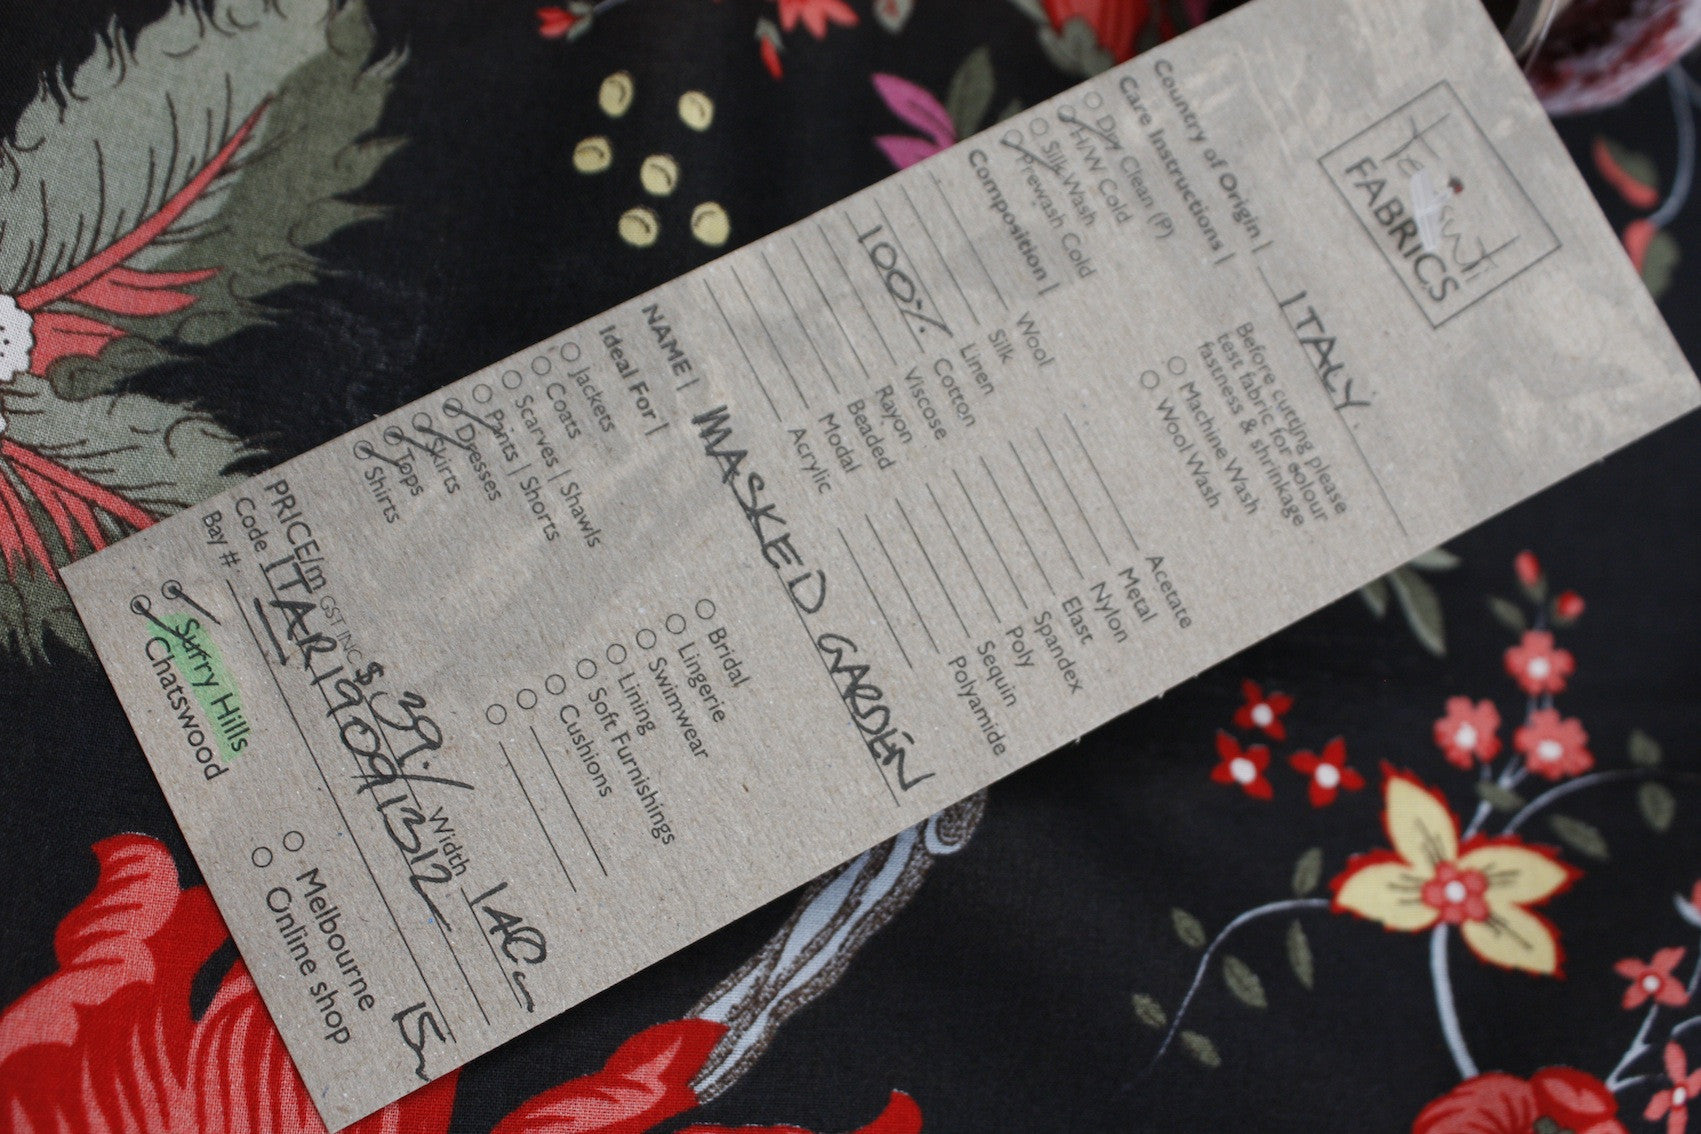 FABRICS
Country of Origin | ITALY.
Care Instructions |
Dry Clean (P)
H/W Cold
Silk Wash
Prewash Cold
Before cutting please
test fabric for colour
fastness & shrinkage
Machine Wash
Wool Wash
Composition |
Wool
Silk
Linen
100% Cotton
Viscose
Rayon
Beaded
Modal
Acrylic
Acetate
Metal
Nylon
Elast
Spandex
Poly
Sequin
Polyamide
NAME | MASKED GARDEN
Ideal For |
Jackets
Coats
Scarves | Shawls
Pants | Shorts
Dresses
Skirts
Tops
Shirts
Bridal
Lingerie
Swimwear
Lining
Soft Furnishings
Cushions
PRICE/m GST INC $ 39./ Width 140cm
Code ITAR190091312
Bay #: 15m
Surry Hills
Chatswood
Melbourne
Online shop